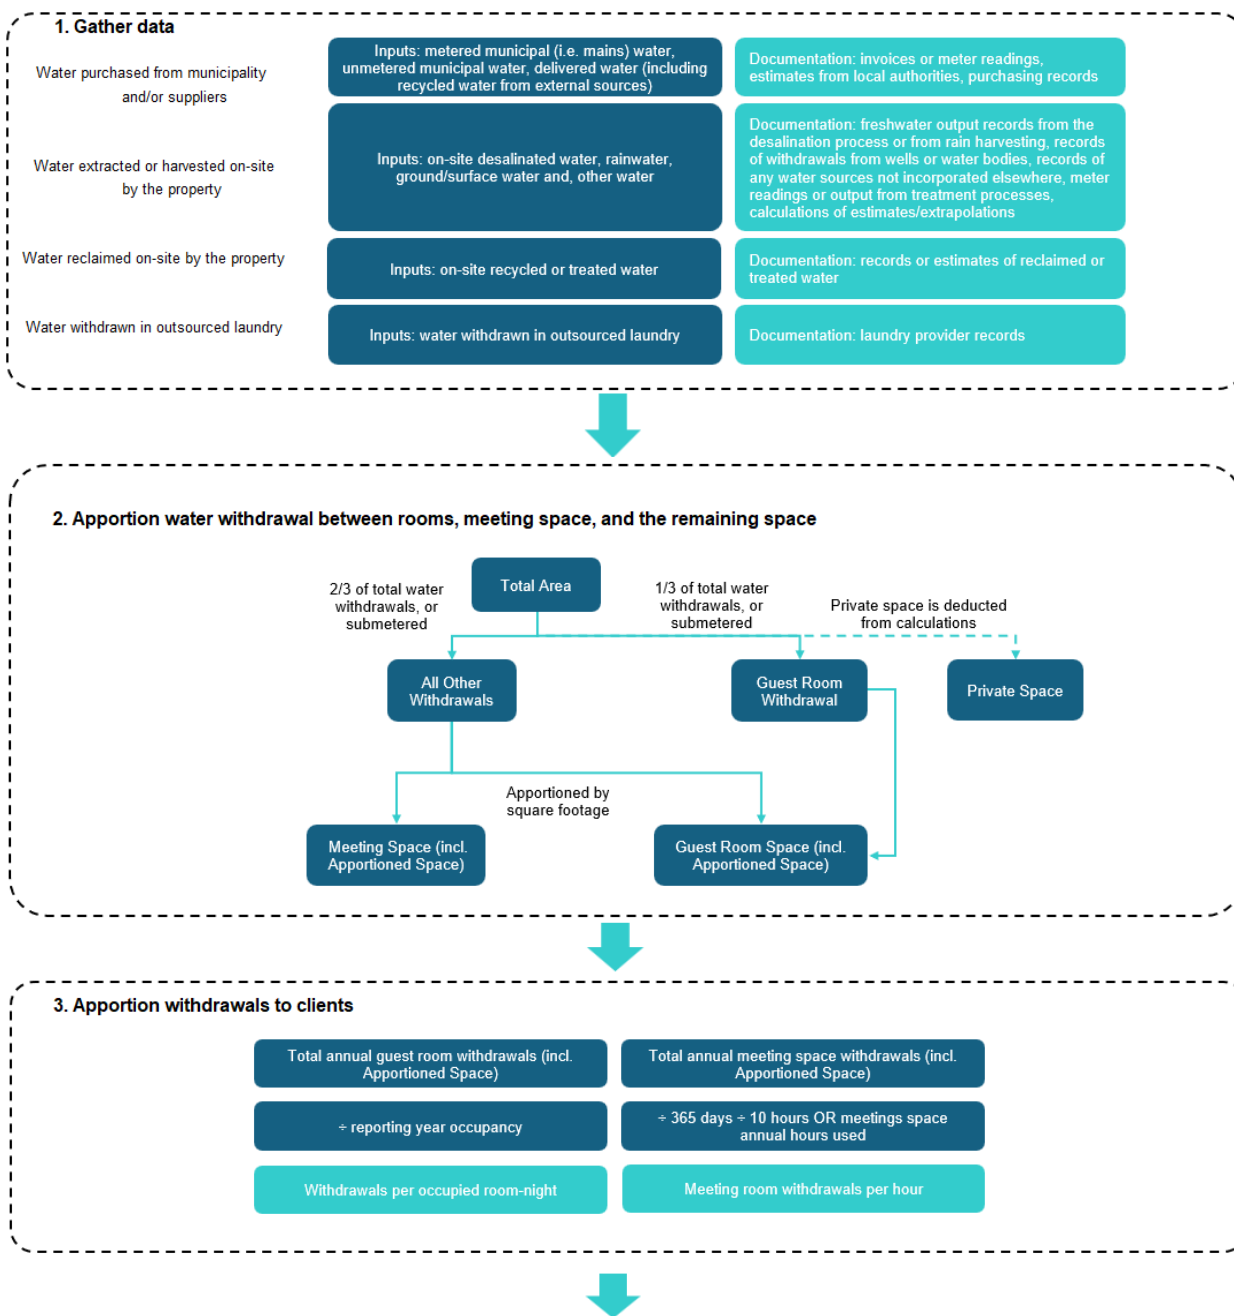 1. Gather data
Water purchased from municipality
and/or suppliers
Inputs: metered municipal (i.e. mains) water,
unmetered municipal water, delivered water (including
recycled water from external sources)
Documentation: invoices or meter readings,
estimates from local authorities, purchasing records
Water extracted or harvested on-site
by the property
Inputs: on-site desalinated water, rainwater,
ground/surface water and, other water
Documentation: freshwater output records from the
desalination process or from rain harvesting, records
of withdrawals from wells or water bodies, records of
any water sources not incorporated elsewhere, meter
readings or output from treatment processes,
calculations of estimates/extrapolations
Water reclaimed on-site by the property
Inputs: on-site recycled or treated water
Documentation: records or estimates of reclaimed or
treated water
Water withdrawn in outsourced laundry
Inputs: water withdrawn in outsourced laundry
Documentation: laundry provider records
2. Apportion water withdrawal between rooms, meeting space, and the remaining space
Total Area
2/3 of total water
withdrawals, or
submetered
1/3 of total water
withdrawals, or
submetered
Private space is deducted
from calculations
All Other
Withdrawals
Guest Room
Withdrawal
Private Space
Apportioned by
square footage
Meeting Space (incl.
Apportioned Space)
Guest Room Space (incl.
Apportioned Space)
3. Apportion withdrawals to clients
Total annual guest room withdrawals (incl.
Apportioned Space)
Total annual meeting space withdrawals (incl.
Apportioned Space)
÷ reporting year occupancy
÷ 365 days ÷ 10 hours OR meetings space
annual hours used
Withdrawals per occupied room-night
Meeting room withdrawals per hour